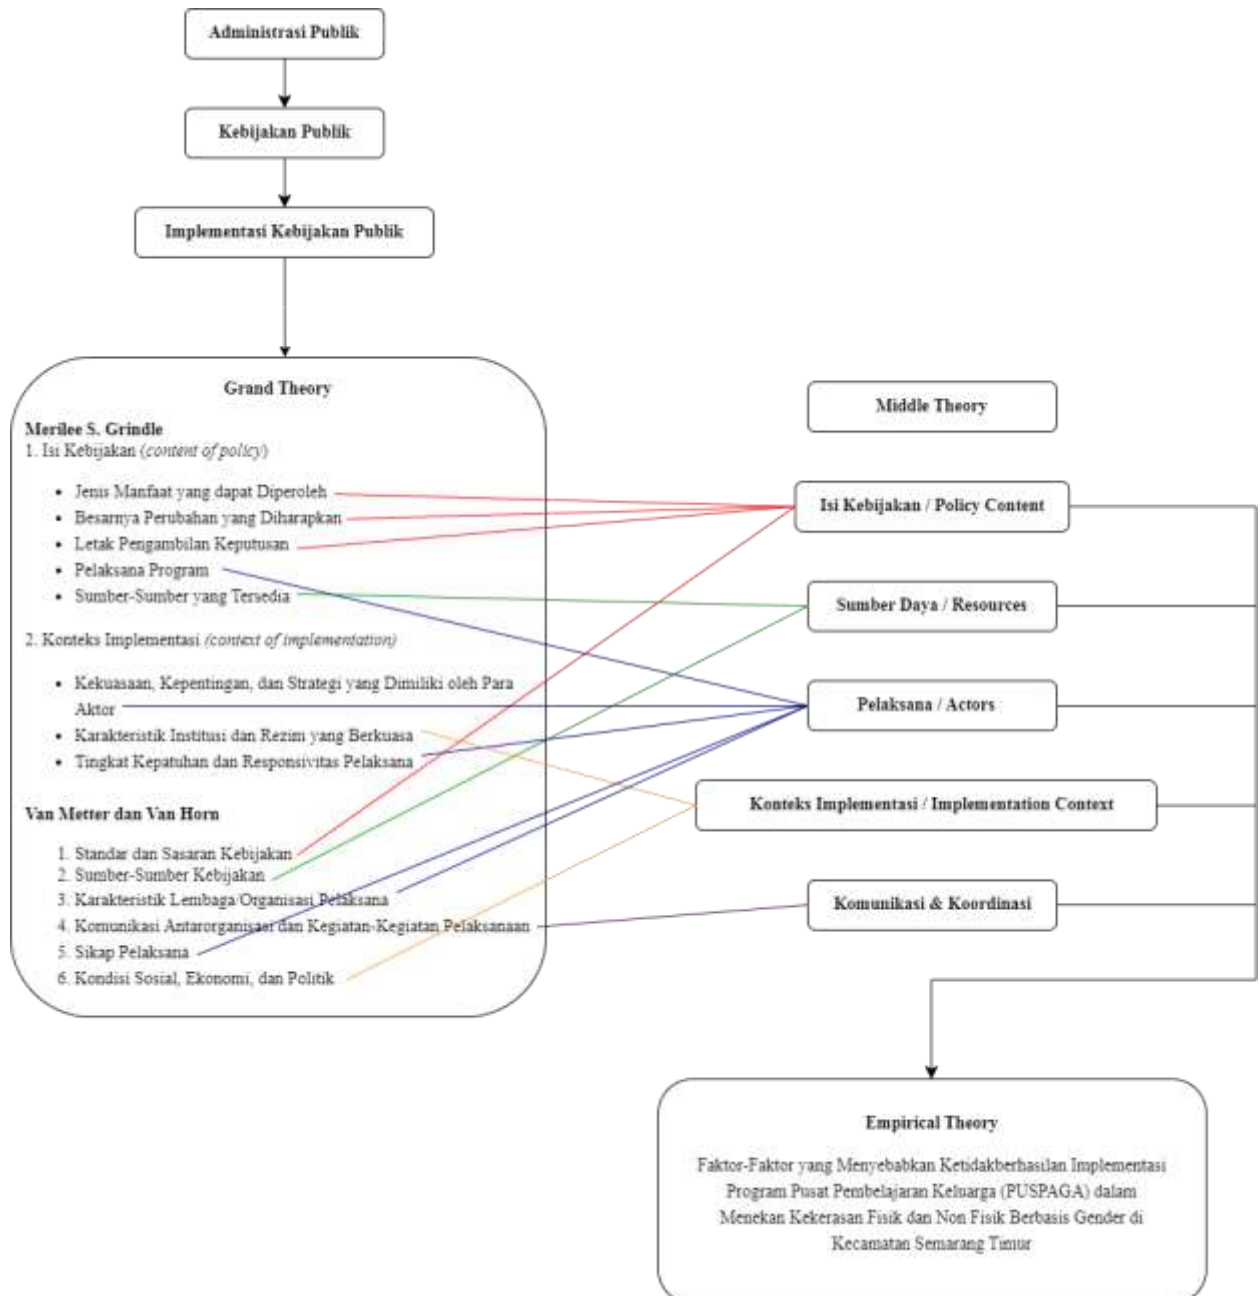 Administrasi Publik
Kebijakan Publik
Implementasi Kebijakan Publik
Grand Theory
Merilee S. Grindle
1. Isi Kebijakan (content of policy)
• Jenis Manfaat yang dapat Diperoleh
• Besarnya Perubahan yang Diharapkan
• Letak Pengambilan Keputusan
• Pelaksana Program
• Sumber-Sumber yang Tersedia
2. Konteks Implementasi (context of implementation)
• Kekuasaan, Kepentingan, dan Strategi yang Dimiliki oleh Para
Aktor
• Karakteristik Institusi dan Rezim yang Berkuasa
• Tingkat Kepatuhan dan Responsivitas Pelaksana
Van Metter dan Van Horn
1. Standar dan Sasaran Kebijakan
2. Sumber-Sumber Kebijakan
3. Karakteristik Lembaga/Organisasi Pelaksana
4. Komunikasi Antarorganisasi dan Kegiatan-Kegiatan Pelaksanaan
5. Sikap Pelaksana
6. Kondisi Sosial, Ekonomi, dan Politik
Middle Theory
Isi Kebijakan / Policy Content
Sumber Daya / Resources
Pelaksana / Actors
Konteks Implementasi / Implementation Context
Komunikasi & Koordinasi
Empirical Theory
Faktor-Faktor yang Menyebabkan Ketidakberhasilan Implementasi
Program Pusat Pembelajaran Keluarga (PUSPAGA) dalam
Menekan Kekerasan Fisik dan Non Fisik Berbasis Gender di
Kecamatan Semarang Timur